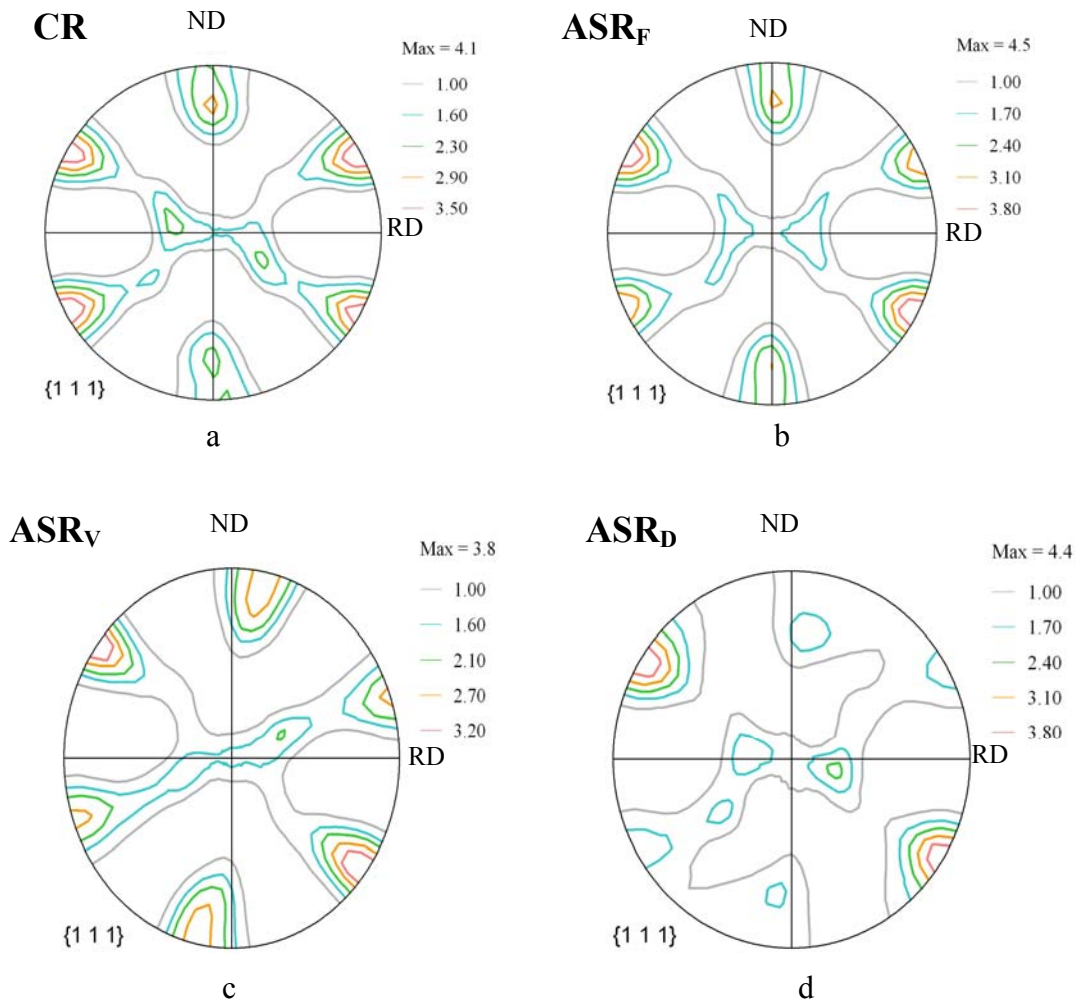 CR
ND
Max = 4.1
1.00
1.60
2.30
2.90
3.50
RD
{1 1 1}
a
ASR_F
ND
Max = 4.5
1.00
1.70
2.40
3.10
3.80
RD
{1 1 1}
b
ASR_V
ND
Max = 3.8
1.00
1.60
2.10
2.70
3.20
RD
{1 1 1}
c
ASR_D
ND
Max = 4.4
1.00
1.70
2.40
3.10
3.80
RD
{1 1 1}
d